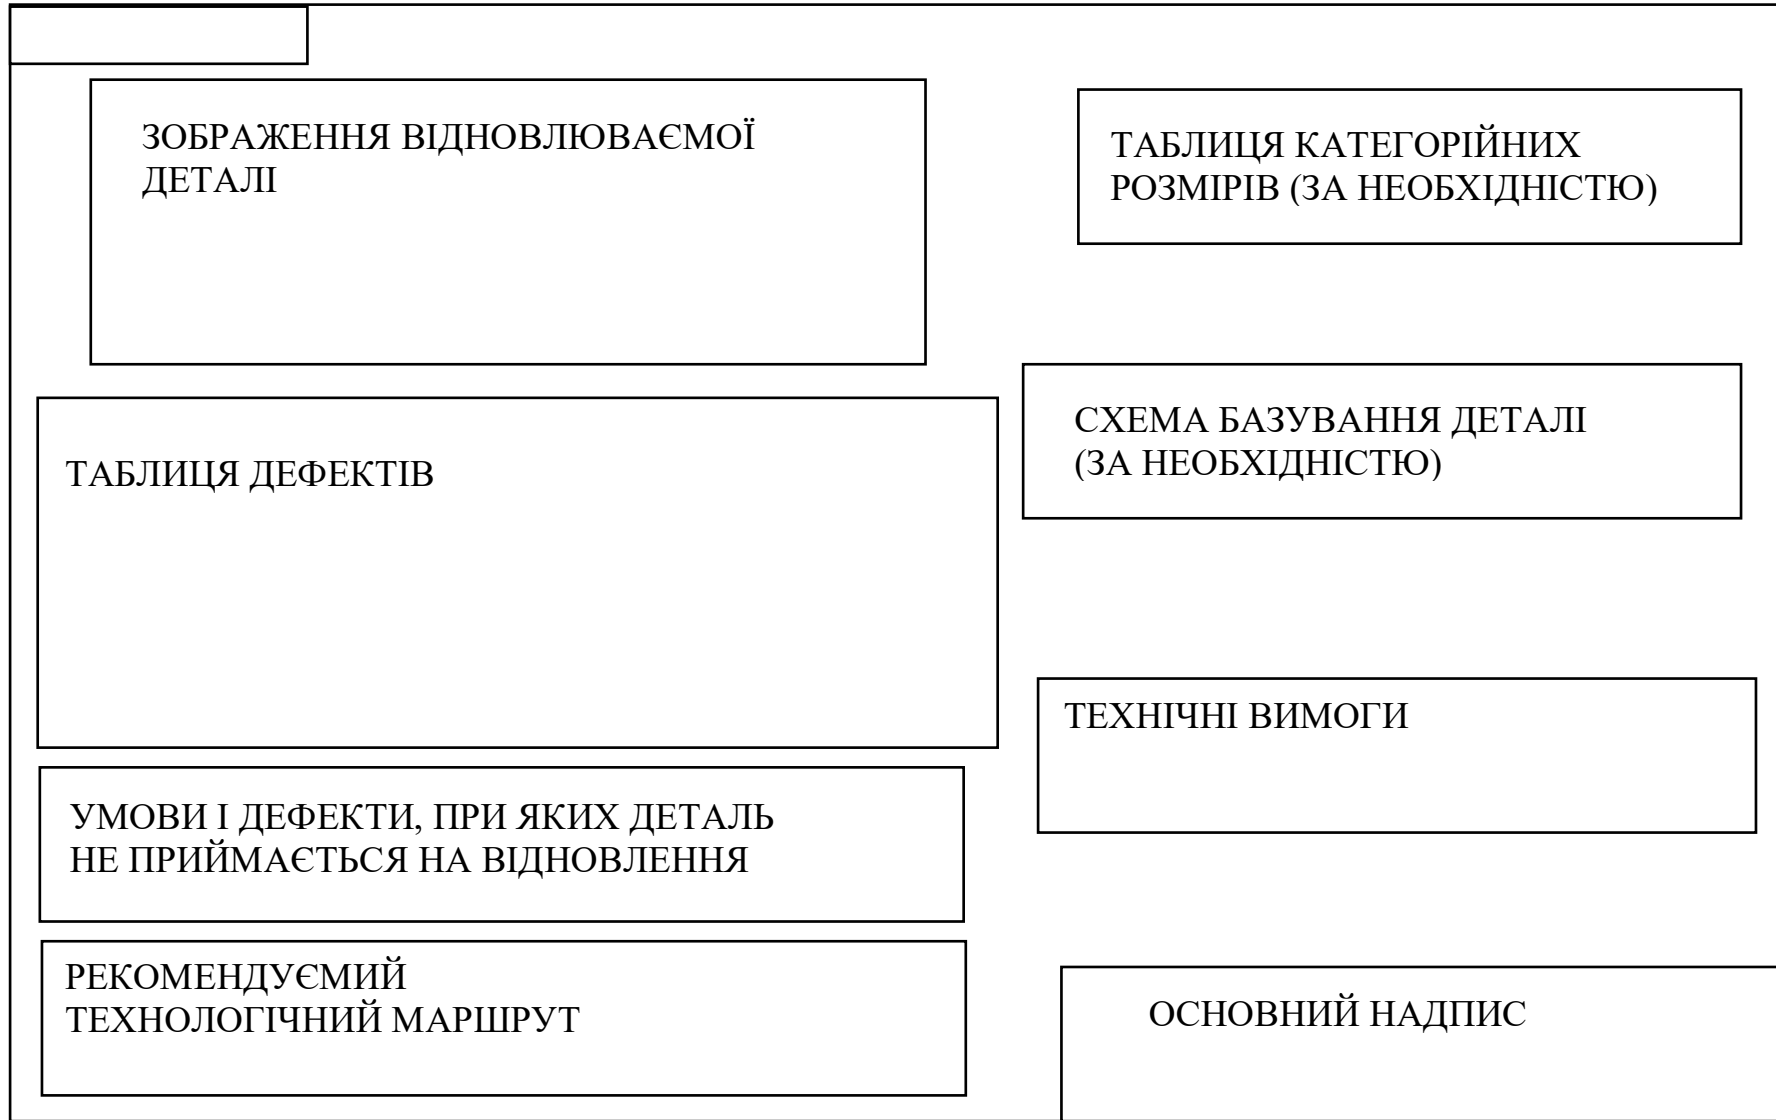 ЗОБРАЖЕННЯ ВІДНОВЛЮВАЄМОЇ
ДЕТАЛІ
ТАБЛИЦЯ КАТЕГОРІЙНИХ
РОЗМІРІВ (ЗА НЕОБХІДНІСТЮ)
ТАБЛИЦЯ ДЕФЕКТІВ
СХЕМА БАЗУВАННЯ ДЕТАЛІ
(ЗА НЕОБХІДНІСТЮ)
ТЕХНІЧНІ ВИМОГИ
УМОВИ І ДЕФЕКТИ, ПРИ ЯКИХ ДЕТАЛЬ
НЕ ПРИЙМАЄТЬСЯ НА ВІДНОВЛЕННЯ
РЕКОМЕНДУЄМИЙ
ТЕХНОЛОГІЧНИЙ МАРШРУТ
ОСНОВНИЙ НАДПИС